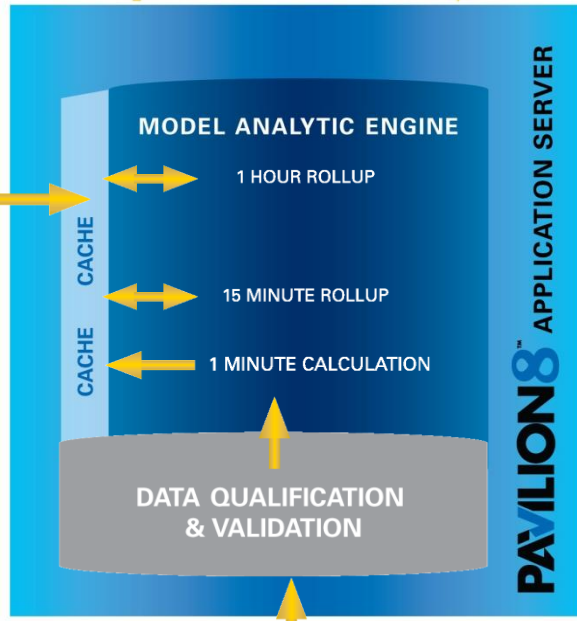 MODEL ANALYTIC ENGINE
1 HOUR ROLLUP
CACHE
15 MINUTE ROLLUP
CACHE
1 MINUTE CALCULATION
DATA QUALIFICATION
& VALIDATION
PAVILION8™ APPLICATION SERVER